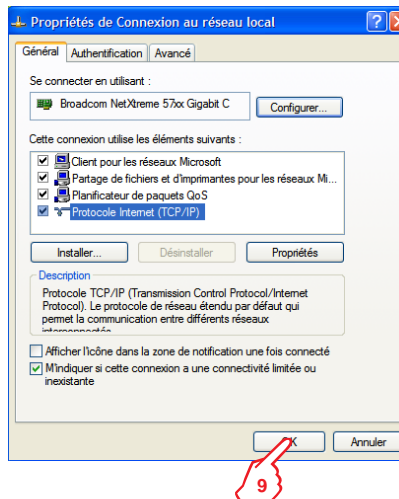 Propriétés de Connexion au réseau local
Général Authentification Avancé
Se connecter en utilisant :
Broadcom NetXtreme 57xx Gigabit C
Configurer...
Cette connexion utilise les éléments suivants :
Client pour les réseaux Microsoft
Partage de fichiers et d'imprimantes pour les réseaux Mi...
Planificateur de paquets QoS
Protocole Internet (TCP/IP)
Installer... Désinstaller Propriétés
Description
Protocole TCP/IP (Transmission Control Protocol/Internet
Protocol). Le protocole de réseau étendu par défaut qui
permet la communication entre différents réseaux
interconnectés
Afficher l'icône dans la zone de notification une fois connecté
M'indiquer si cette connexion a une connectivité limitée ou
inexistante
OK Annuler
9